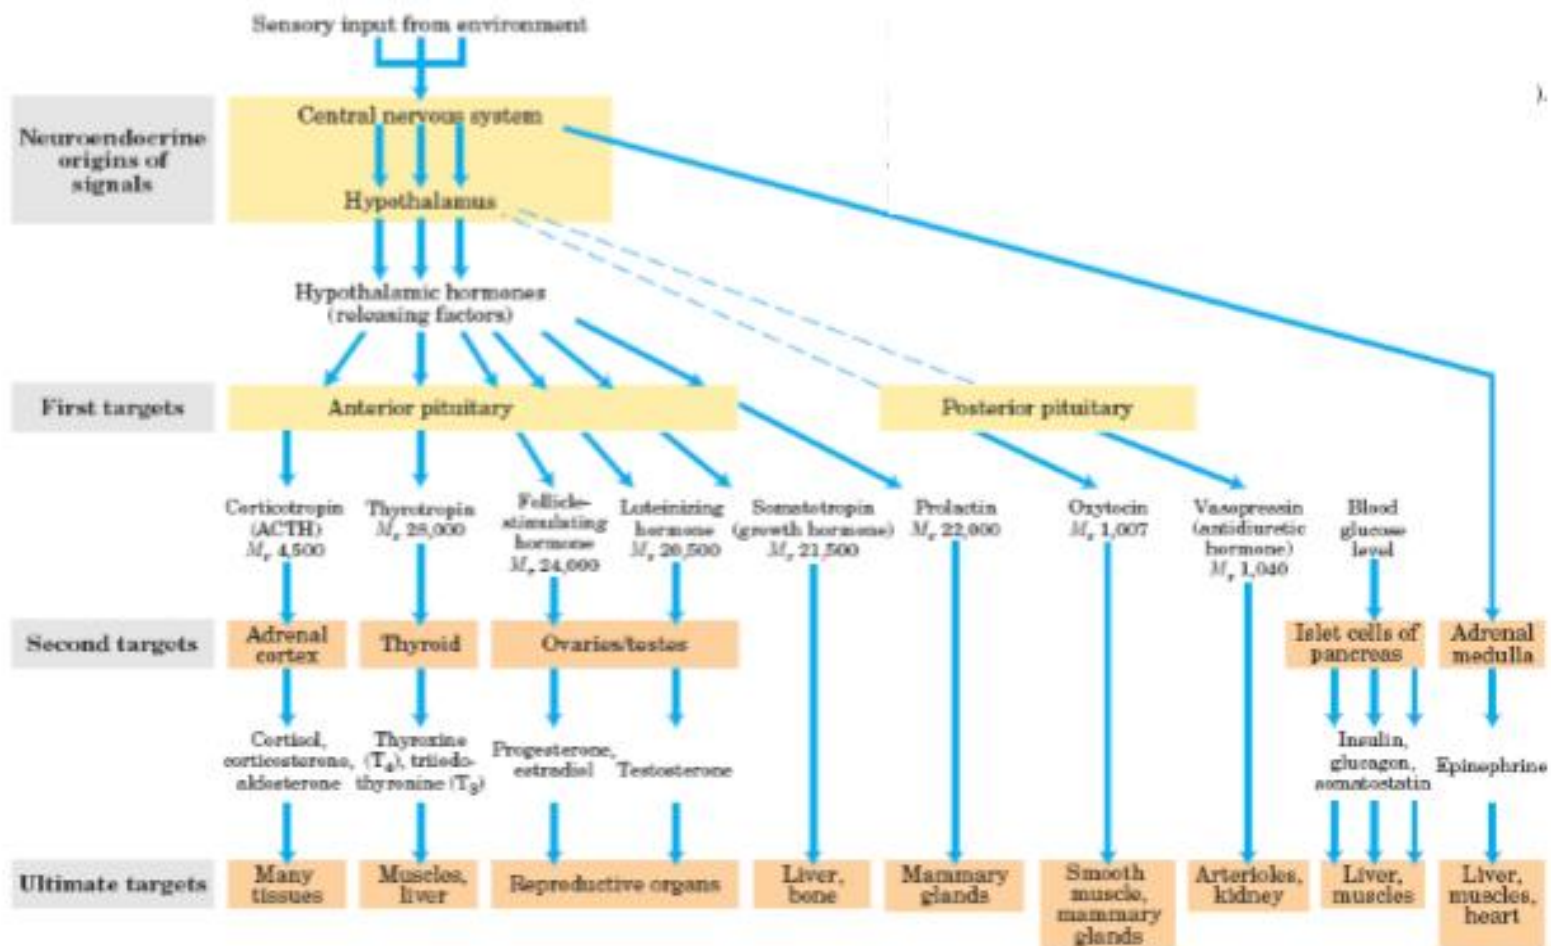 Sensory input from environment
).
Neuroendocrine
origins of
signals
Central nervous system
Hypothalamus
Hypothalamic hormones
(releasing factors)
First targets
Anterior pituitary
Posterior pituitary
Corticotropin
(ACTH)
Mr 4,500
Thyrotropin
Mr 28,000
Follicle-
stimulating
hormone
Mr 24,000
Luteinizing
hormone
Mr 20,500
Somatotropin
(growth hormone)
Mr 21,500
Prolactin
Mr 22,000
Oxytocin
Mr 1,007
Vasopressin
(antidiuretic
hormone)
Mr 1,040
Blood
glucose
level
Second targets
Adrenal
cortex
Thyroid
Ovaries/testes
Islet cells of
pancreas
Adrenal
medulla
Cortisol,
corticosterone,
aldosterone
Thyroxine
(T4), triiodo-
thyronine (T3)
Progesterone,
estradiol
Testosterone
Insulin,
glucagon,
somatostatin
Epinephrine
Ultimate targets
Many
tissues
Muscles,
liver
Reproductive organs
Liver,
bone
Mammary
glands
Smooth
muscle,
mammary
glands
Arterioles,
kidney
Liver,
muscles
Liver,
muscles,
heart